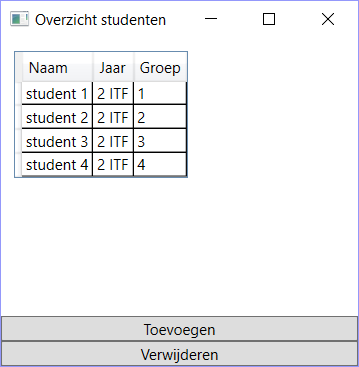 Overzicht studenten
Naam Jaar Groep
student 1 2 ITF 1
student 2 2 ITF 2
student 3 2 ITF 3
student 4 2 ITF 4
Toevoegen
Verwijderen